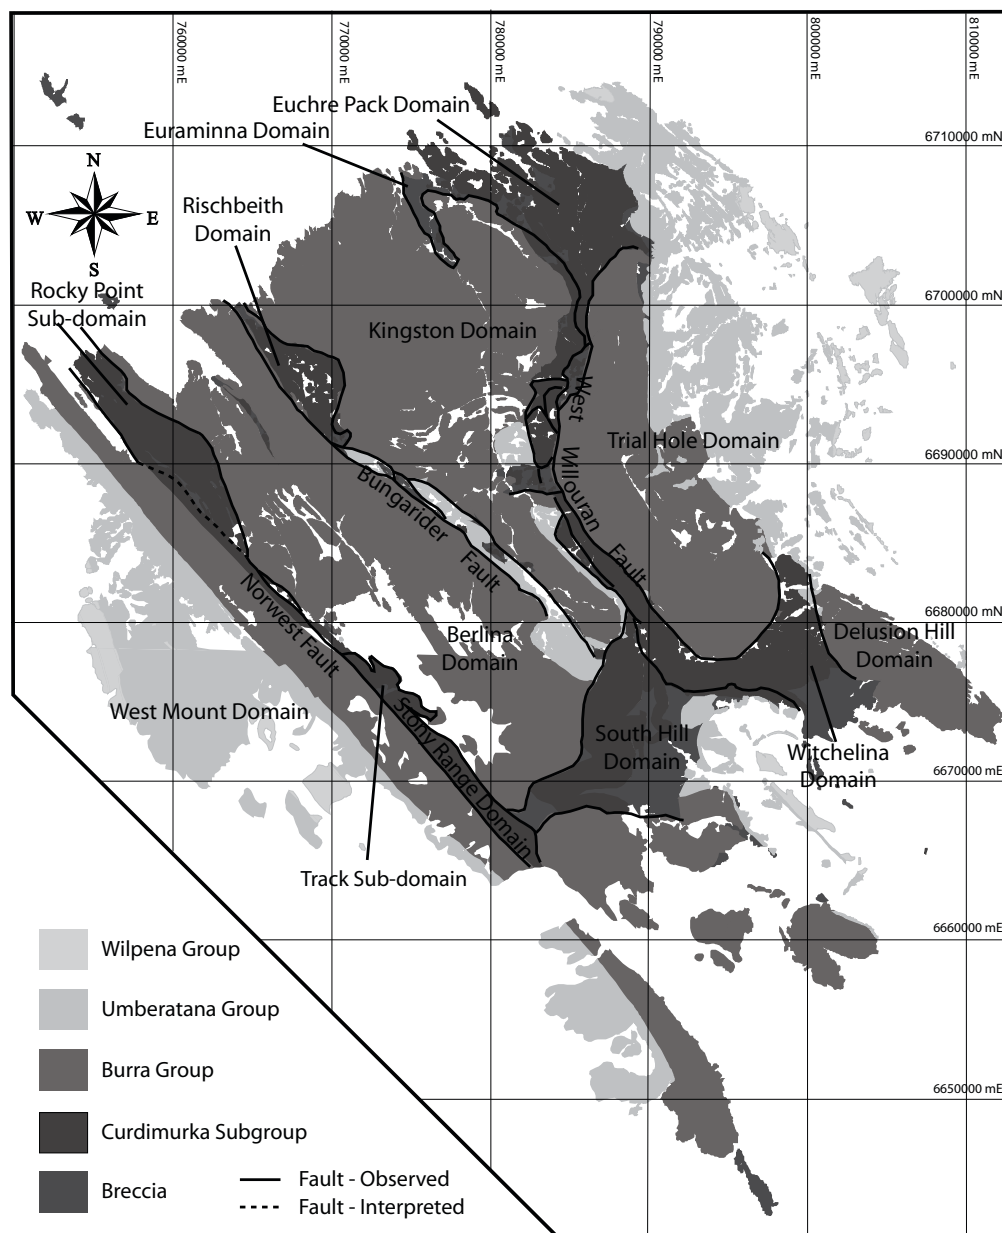 760000 mE
770000 mE
780000 mE
790000 mE
800000 mE
810000 mE
Euchre Pack Domain
Euraminna Domain
6710000 mN
N
W
E
S
Rischbeith
Domain
Rocky Point
Sub-domain
6700000 mN
Kingston Domain
West Millouran Fault
Trial Hole Domain
6690000 mN
Bungarider Fault
Norwest Fault
6680000 mN
Berlina
Domain
Delusion Hill
Domain
West Mount Domain
Stony Range Domain
South Hill
Domain
Witchelina
Domain
6670000 mE
Track Sub-domain
6660000 mE
6650000 mE
Wilpena Group
Umberatana Group
Burra Group
Curdimurka Subgroup
Breccia
Fault - Observed
Fault - Interpreted